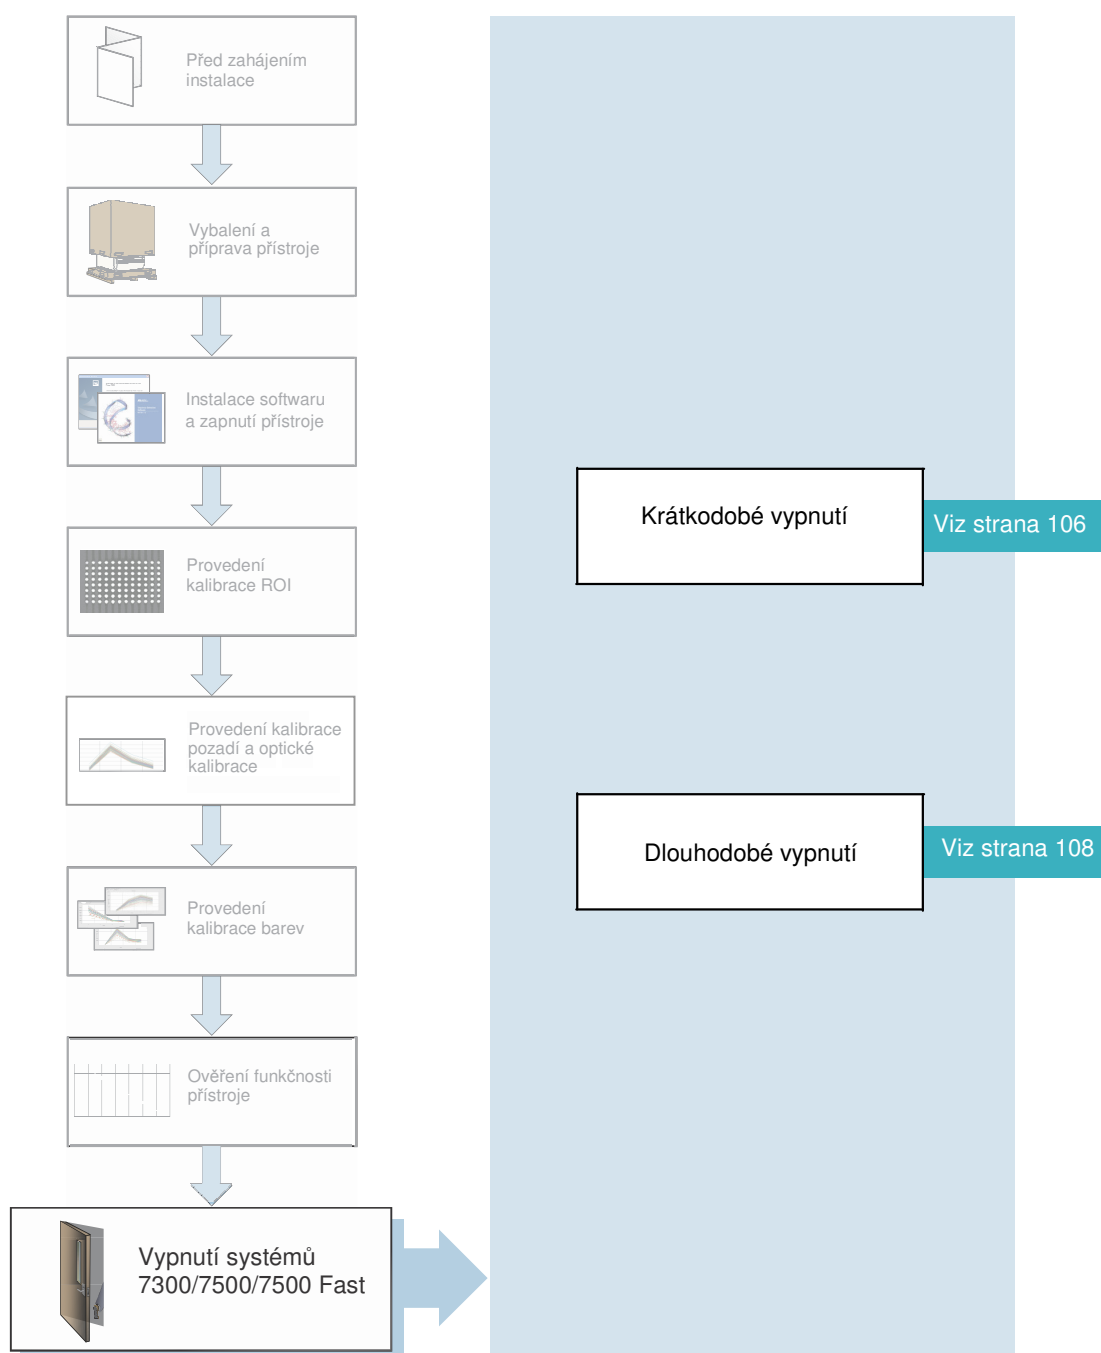 Před zahájením
instalace
Vybalení a
příprava přístroje
Instalace softwaru
a zapnutí přístroje
Provedení
kalibrace ROI
Provedení kalibrace
pozadí a optické
kalibrace
Provedení
kalibrace barev
Ověření funkčnosti
přístroje
Vypnutí systémů
7300/7500/7500 Fast
Krátkodobé vypnutí
Viz strana 106
Dlouhodobé vypnutí
Viz strana 108